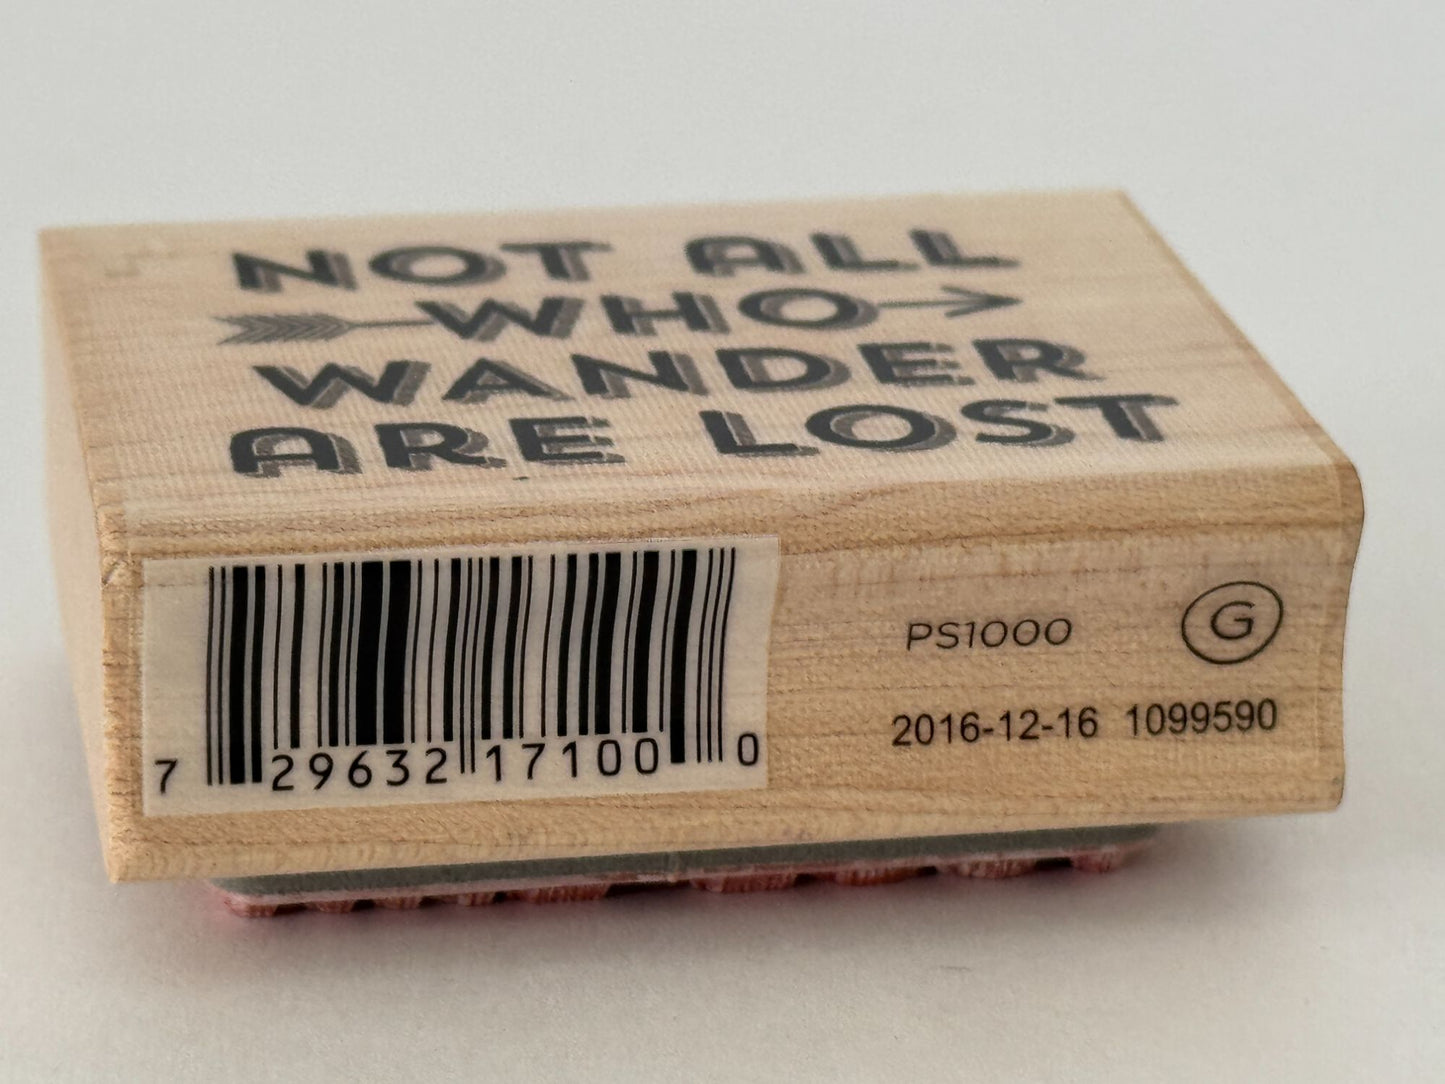 NOT ALL
WHO
WANDER
ARE LOST
PS1000 G
2016-12-16 1099590
7 29632 17100 0